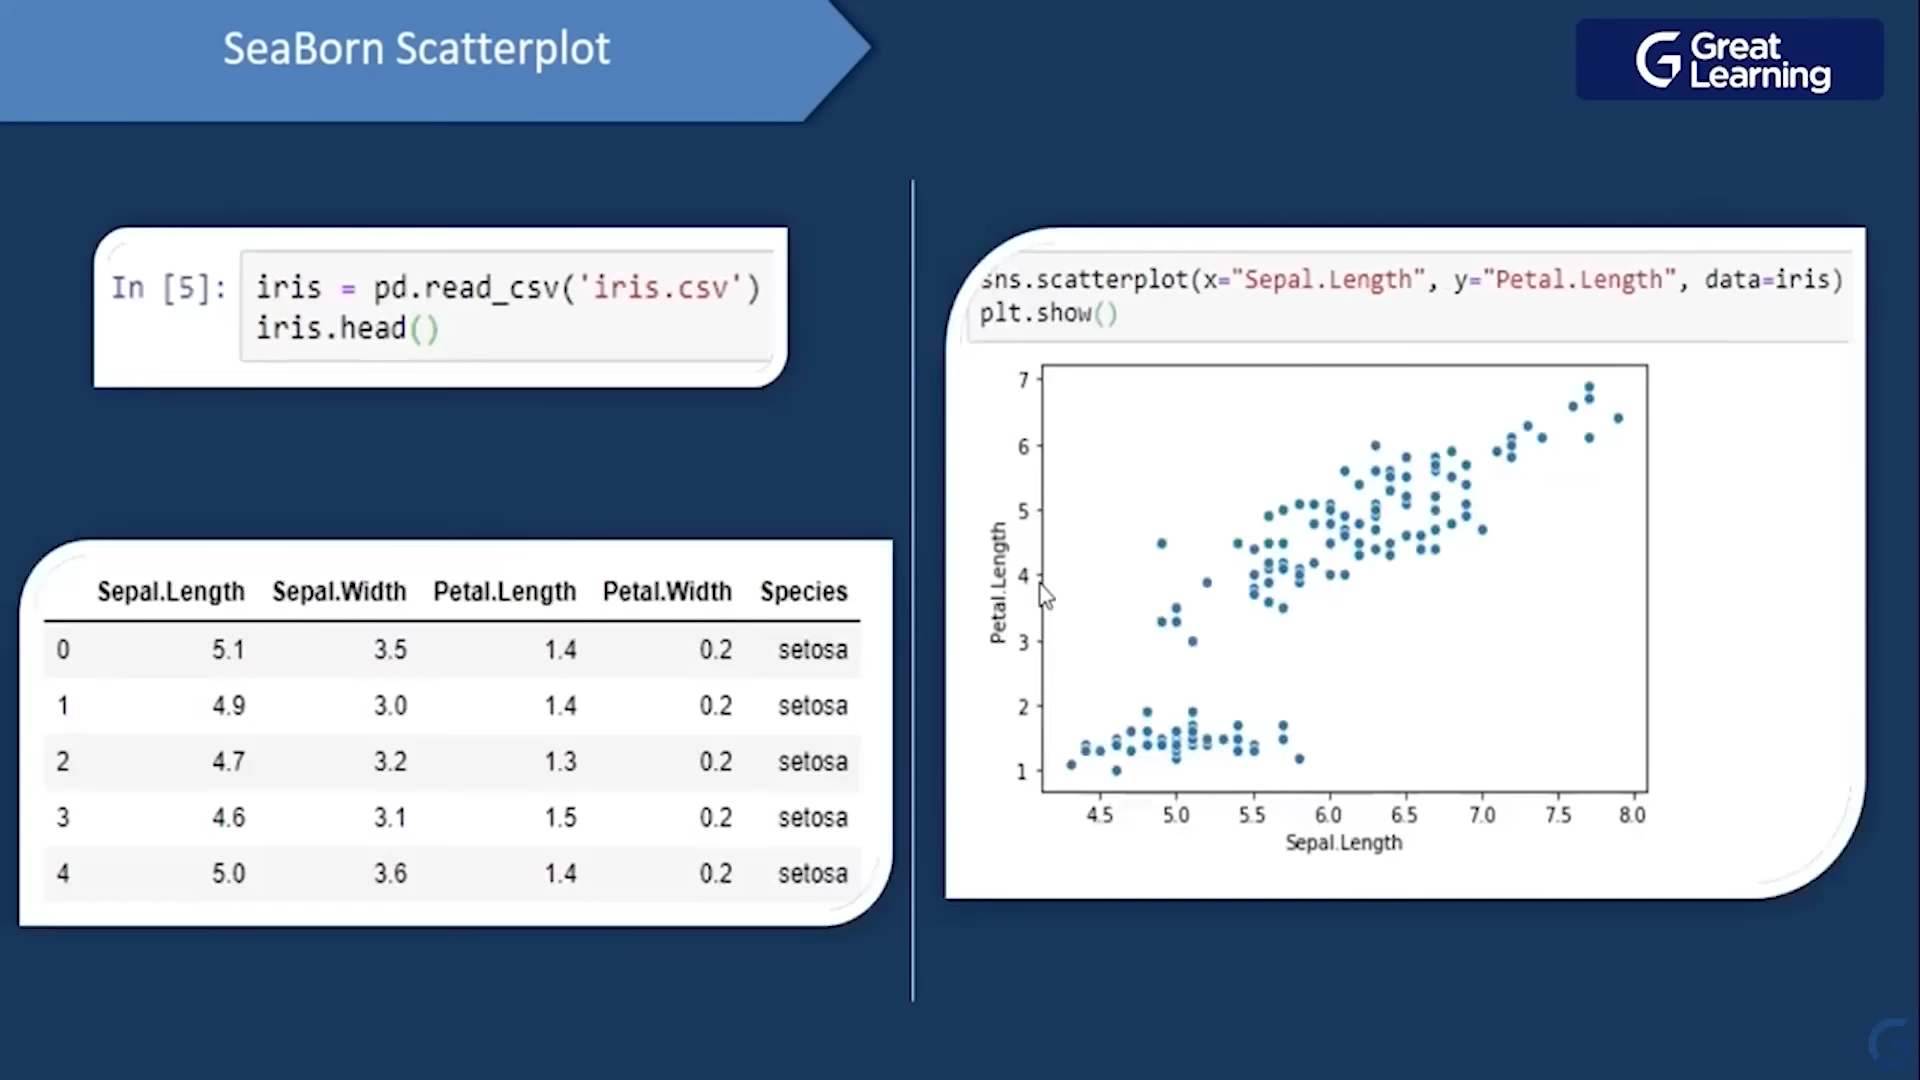 SeaBorn Scatterplot
Great
Learning
In [5]: iris = pd.read_csv('iris.csv')
iris.head()
Sepal.Length Sepal.Width Petal.Length Petal.Width Species
0 5.1 3.5 1.4 0.2 setosa
1 4.9 3.0 1.4 0.2 setosa
2 4.7 3.2 1.3 0.2 setosa
3 4.6 3.1 1.5 0.2 setosa
4 5.0 3.6 1.4 0.2 setosa
sns.scatterplot(x="Sepal.Length", y="Petal.Length", data=iris)
plt.show()
7
6
5
4
3
2
1
Petal.Length
4.5 5.0 5.5 6.0 6.5 7.0 7.5 8.0
Sepal.Length